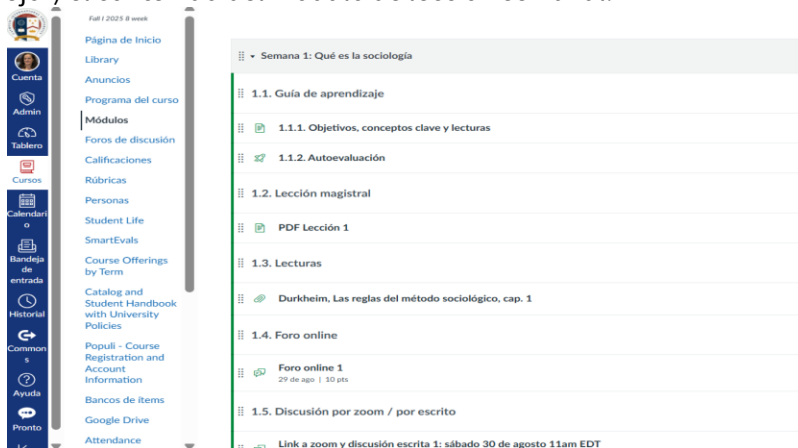 Fall I 2025 8 week
Página de Inicio
Library
Anuncios
Programa del curso
Módulos
Foros de discusión
Calificaciones
Rúbricas
Personas
Student Life
SmartEvals
Course Offerings
by Term
Catalog and
Student Handbook
with University
Policies
Populi - Course
Registration and
Account
Information
Bancos de ítems
Google Drive
Attendance
Cuenta
Admin
Tablero
Cursos
Calendari
o
Bandeja
de
entrada
Historial
Common
s
Ayuda
Pronto
Semana 1: Qué es la sociología
1.1. Guía de aprendizaje
1.1.1. Objetivos, conceptos clave y lecturas
1.1.2. Autoevaluación
1.2. Lección magistral
PDF Lección 1
1.3. Lecturas
Durkheim, Las reglas del método sociológico, cap. 1
1.4. Foro online
Foro online 1
29 de ago | 10 pts
1.5. Discusión por zoom / por escrito
Link a zoom y discusión escrita 1: sábado 30 de agosto 11am EDT